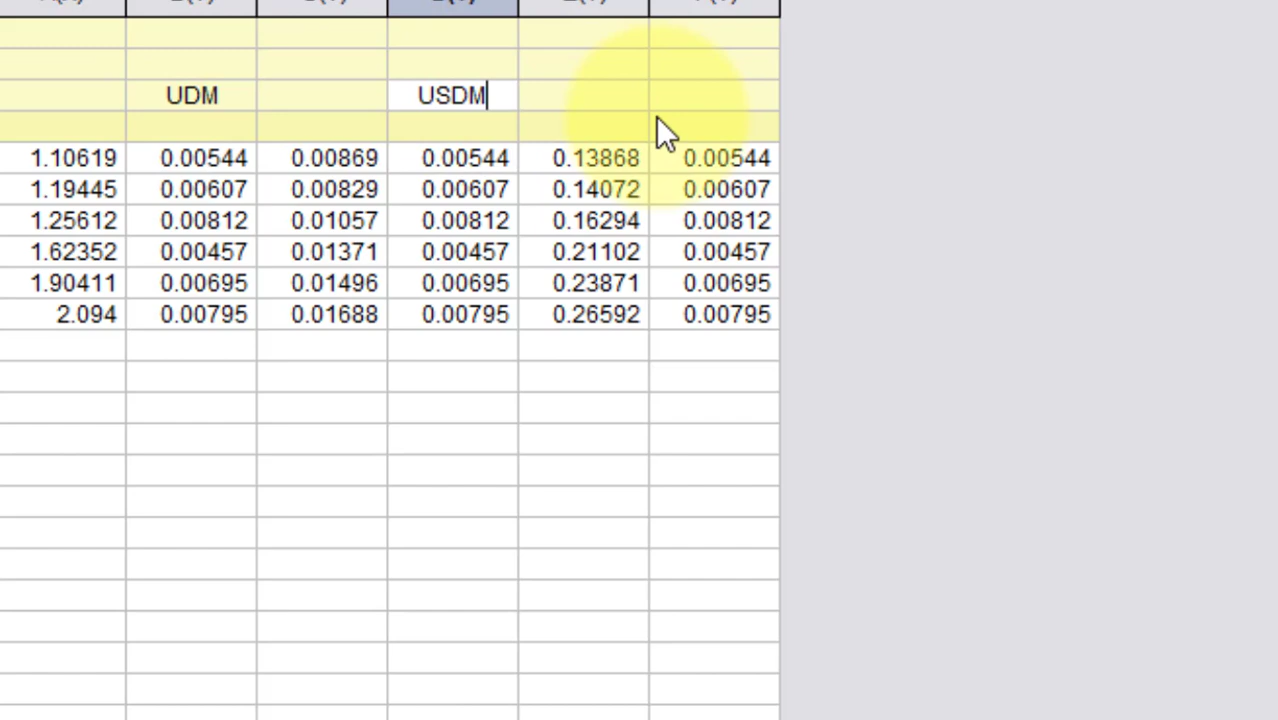 UDM USDM
1.10619 0.00544 0.00869 0.00544 0.13868 0.00544
1.19445 0.00607 0.00829 0.00607 0.14072 0.00607
1.25612 0.00812 0.01057 0.00812 0.16294 0.00812
1.62352 0.00457 0.01371 0.00457 0.21102 0.00457
1.90411 0.00695 0.01496 0.00695 0.23871 0.00695
2.094 0.00795 0.01688 0.00795 0.26592 0.00795